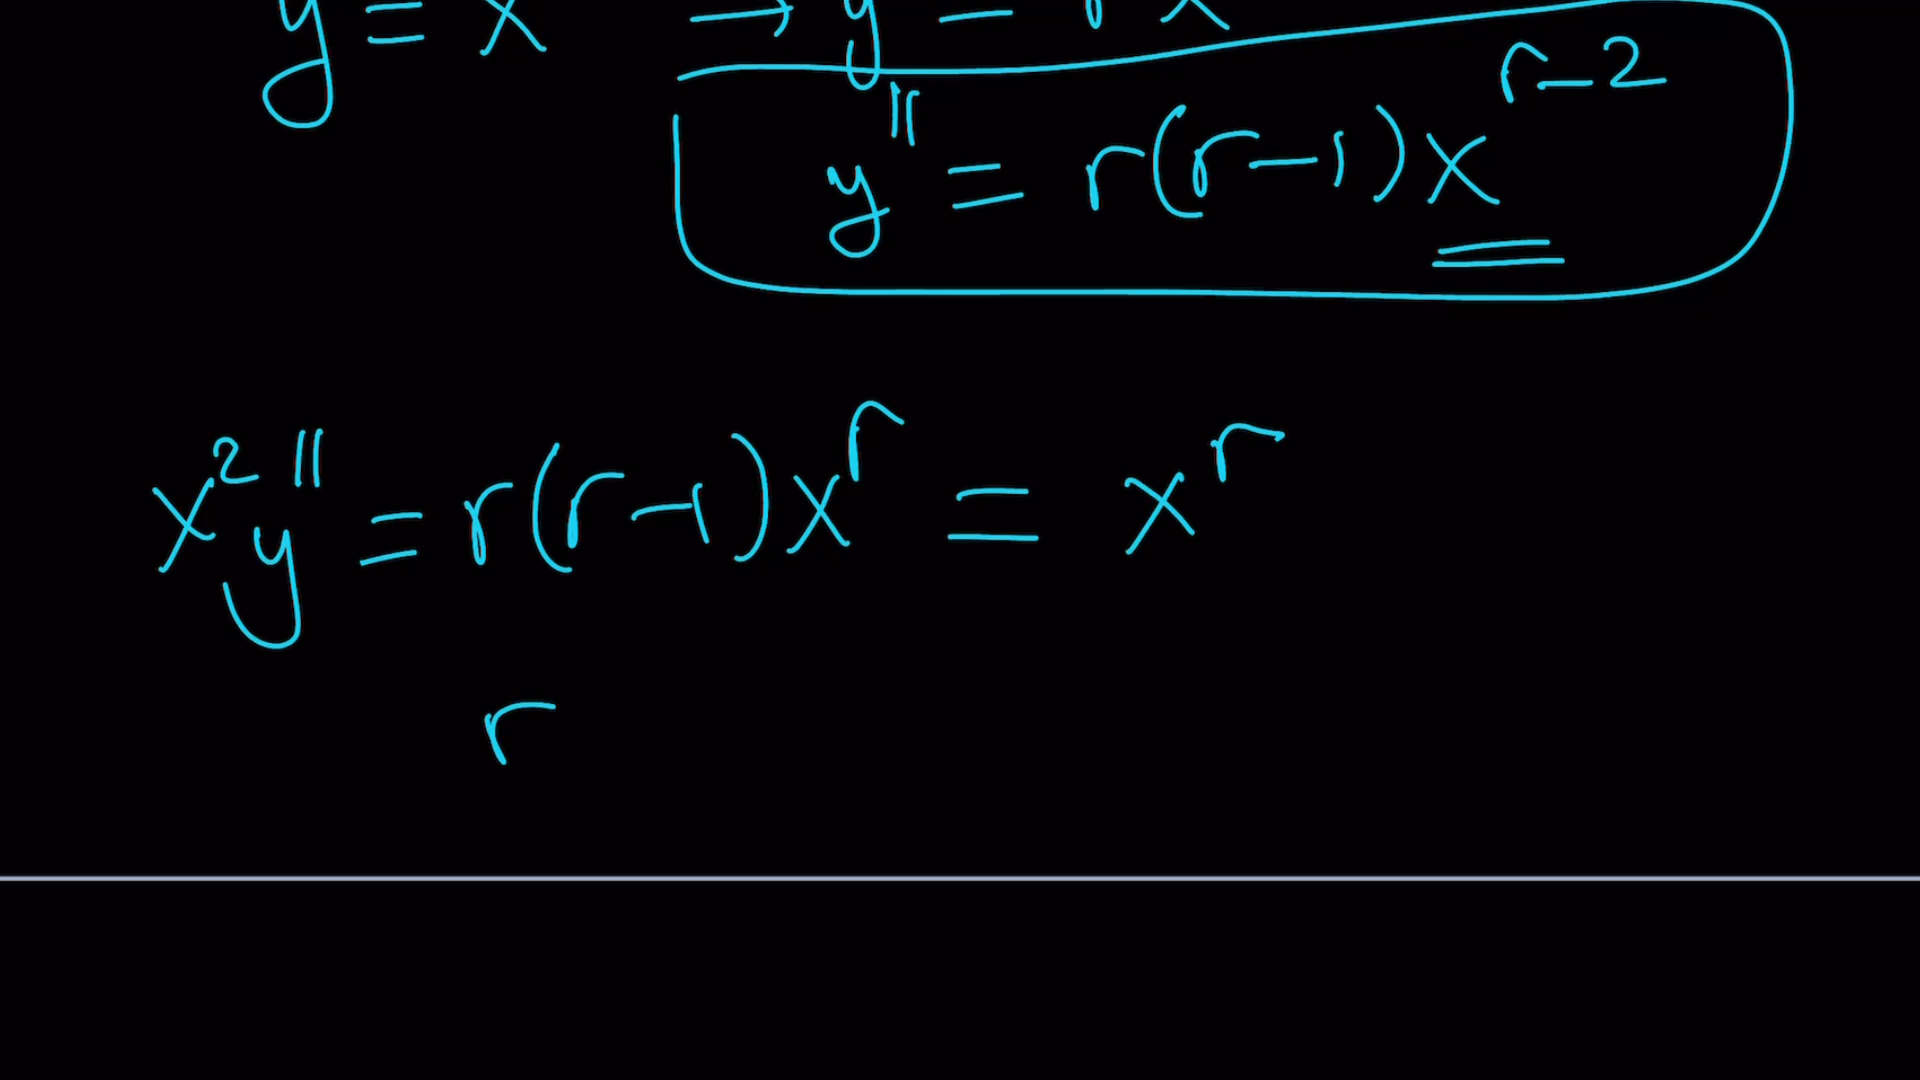 y = x → y = r x
y'' = r(r-1)x^{r-2}
x²y'' = r(r-1)x^r = x^r
r